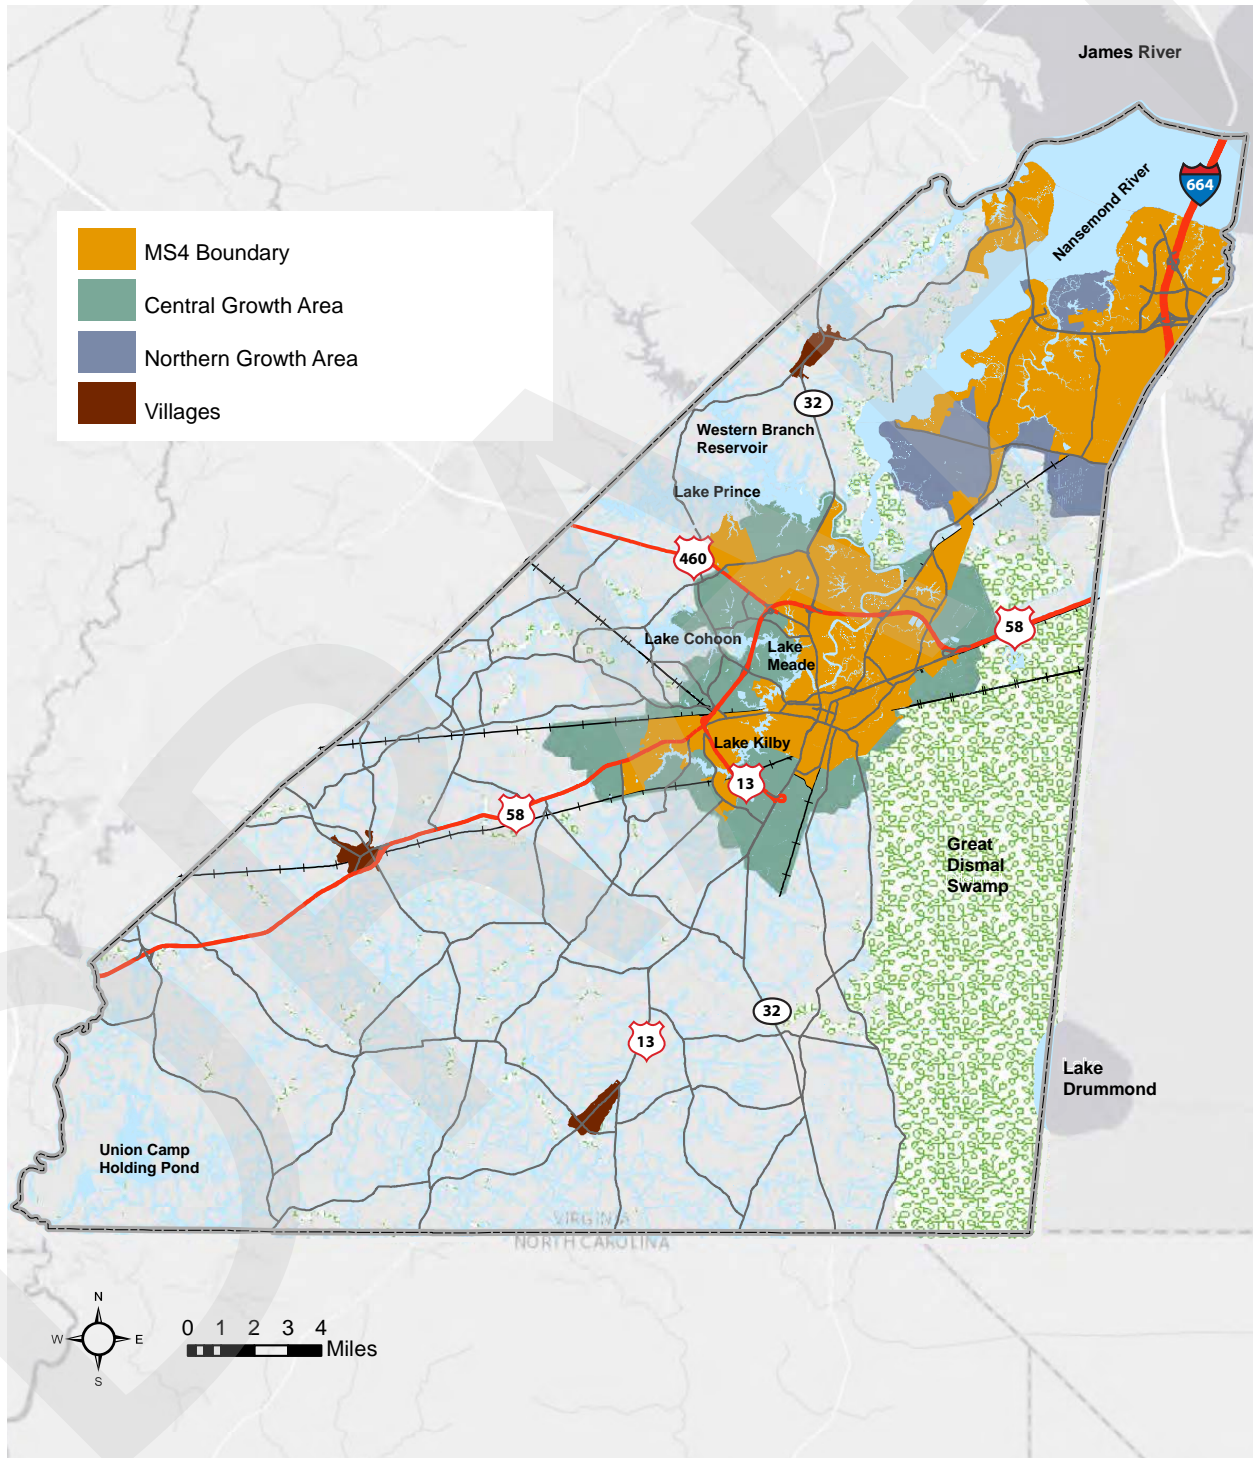 James River
Nansemond River
664
MS4 Boundary
Central Growth Area
Northern Growth Area
Villages
32
Western Branch
Reservoir
Lake Prince
460
58
Lake Cohoon
Lake
Meade
Lake Kilby
13
58
Great
Dismal
Swamp
32
13
Lake
Drummond
Union Camp
Holding Pond
VIRGINIA
NORTH CAROLINA
N
W
E
S
0 1 2 3 4
Miles
DRAFT